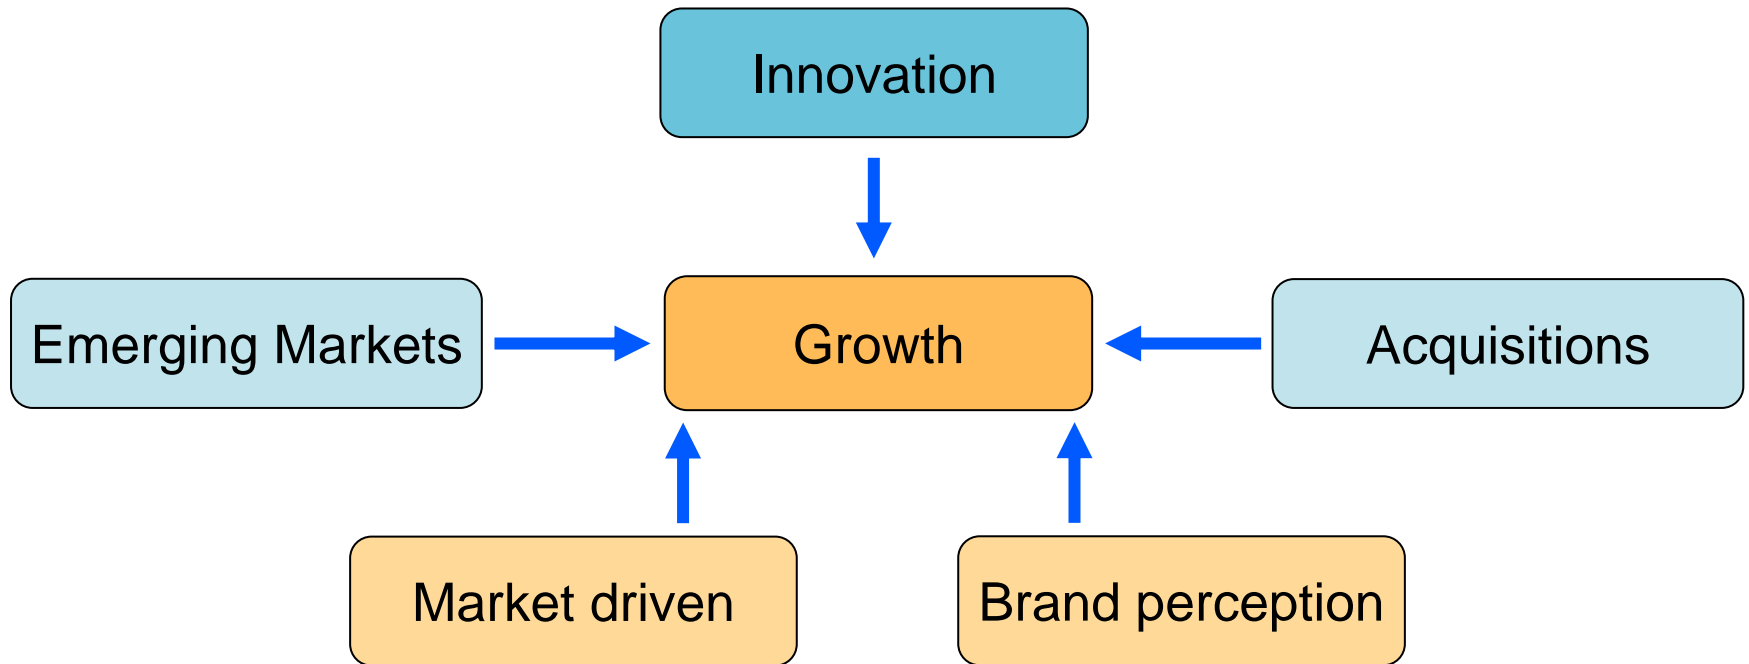 Innovation
Emerging Markets
Growth
Acquisitions
Market driven
Brand perception